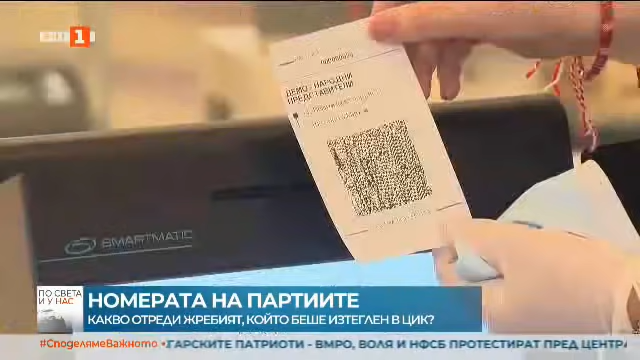 БНТ 1
ДЕМО / НАРОДНИ
ПРЕДСТАВИТЕЛИ
SMARTMATIC
ПО СВЕТА
И У НАС
НОМЕРАТА НА ПАРТИИТЕ
КАКВО ОТРЕДИ ЖРЕБИЯТ, КОЙТО БЕШЕ ИЗТЕГЛЕН В ЦИК?
#СподелямеВажното
ГАРСКИТЕ ПАТРИОТИ - ВМРО, ВОЛЯ И НФСБ ПРОТЕСТИРАТ ПРЕД ЦЕНТРА